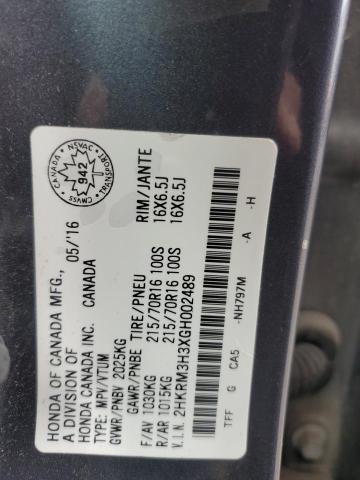 HONDA OF CANADA MFG., 05/'16
A DIVISION OF
HONDA CANADA INC. CANADA
TYPE: MPV/VTUM
GVWR/PNBV 2025KG
GAWR/PNBE TIRE/PNEU RIM/JANTE
F/AV 1030KG 215/70R16 100S 16X6.5J
R/AR 1015KG 215/70R16 100S 16X6.5J
V.I.N. 2HKRM3H3XGH002489
TFF G CA5 -NH797M -A -H
CANADA
NSVAC
942
CMVSS
TRANSPORT